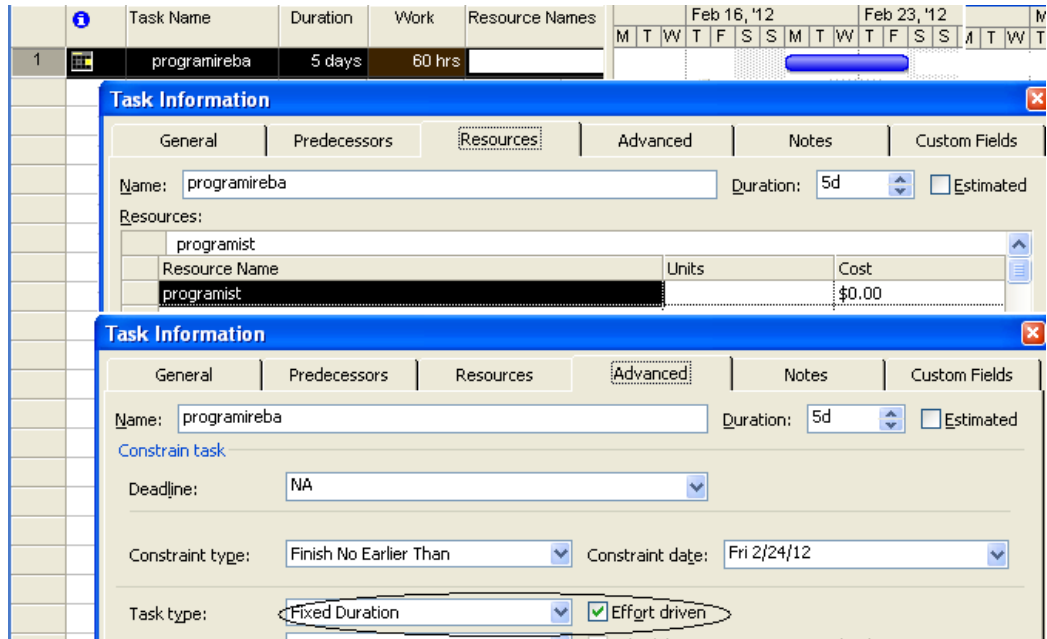 Task Name Duration Work Resource Names Feb 16, '12 Feb 23, '12 M
M T W T F S S M T W T F S S M T W T
1 programireba 5 days 60 hrs
Task Information
General Predecessors Resources Advanced Notes Custom Fields
Name: programireba Duration: 5d Estimated
Resources:
programist
Resource Name Units Cost
programist $0.00
Task Information
General Predecessors Resources Advanced Notes Custom Fields
Name: programireba Duration: 5d Estimated
Constrain task
Deadline: NA
Constraint type: Finish No Earlier Than Constraint date: Fri 2/24/12
Task type: Fixed Duration Effort driven